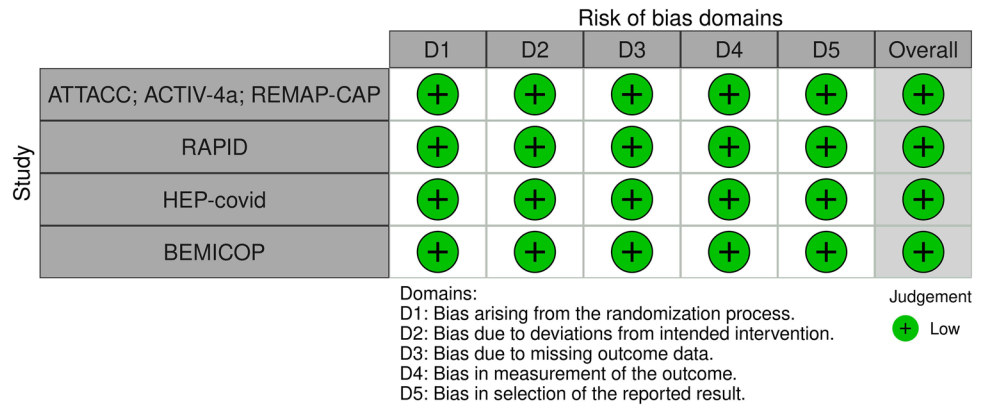 Risk of bias domains
D1 D2 D3 D4 D5 Overall
Study
ATTACC; ACTIV-4a; REMAP-CAP + + + + + +
RAPID + + + + + +
HEP-covid + + + + + +
BEMICOP + + + + + +
Domains:
D1: Bias arising from the randomization process.
D2: Bias due to deviations from intended intervention.
D3: Bias due to missing outcome data.
D4: Bias in measurement of the outcome.
D5: Bias in selection of the reported result.
Judgement
+ Low